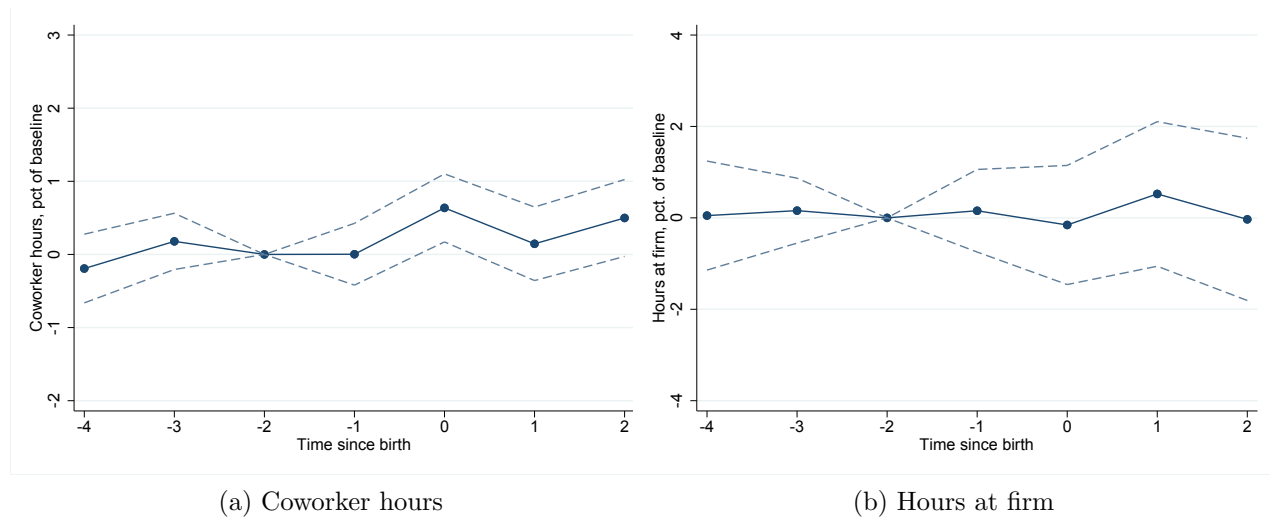 Coworker hours, pct of baseline
3
2
1
0
-1
-2
-4 -3 -2 -1 0 1 2
Time since birth
Hours at firm, pct. of baseline
4
2
0
-2
-4
-4 -3 -2 -1 0 1 2
Time since birth
(a) Coworker hours
(b) Hours at firm